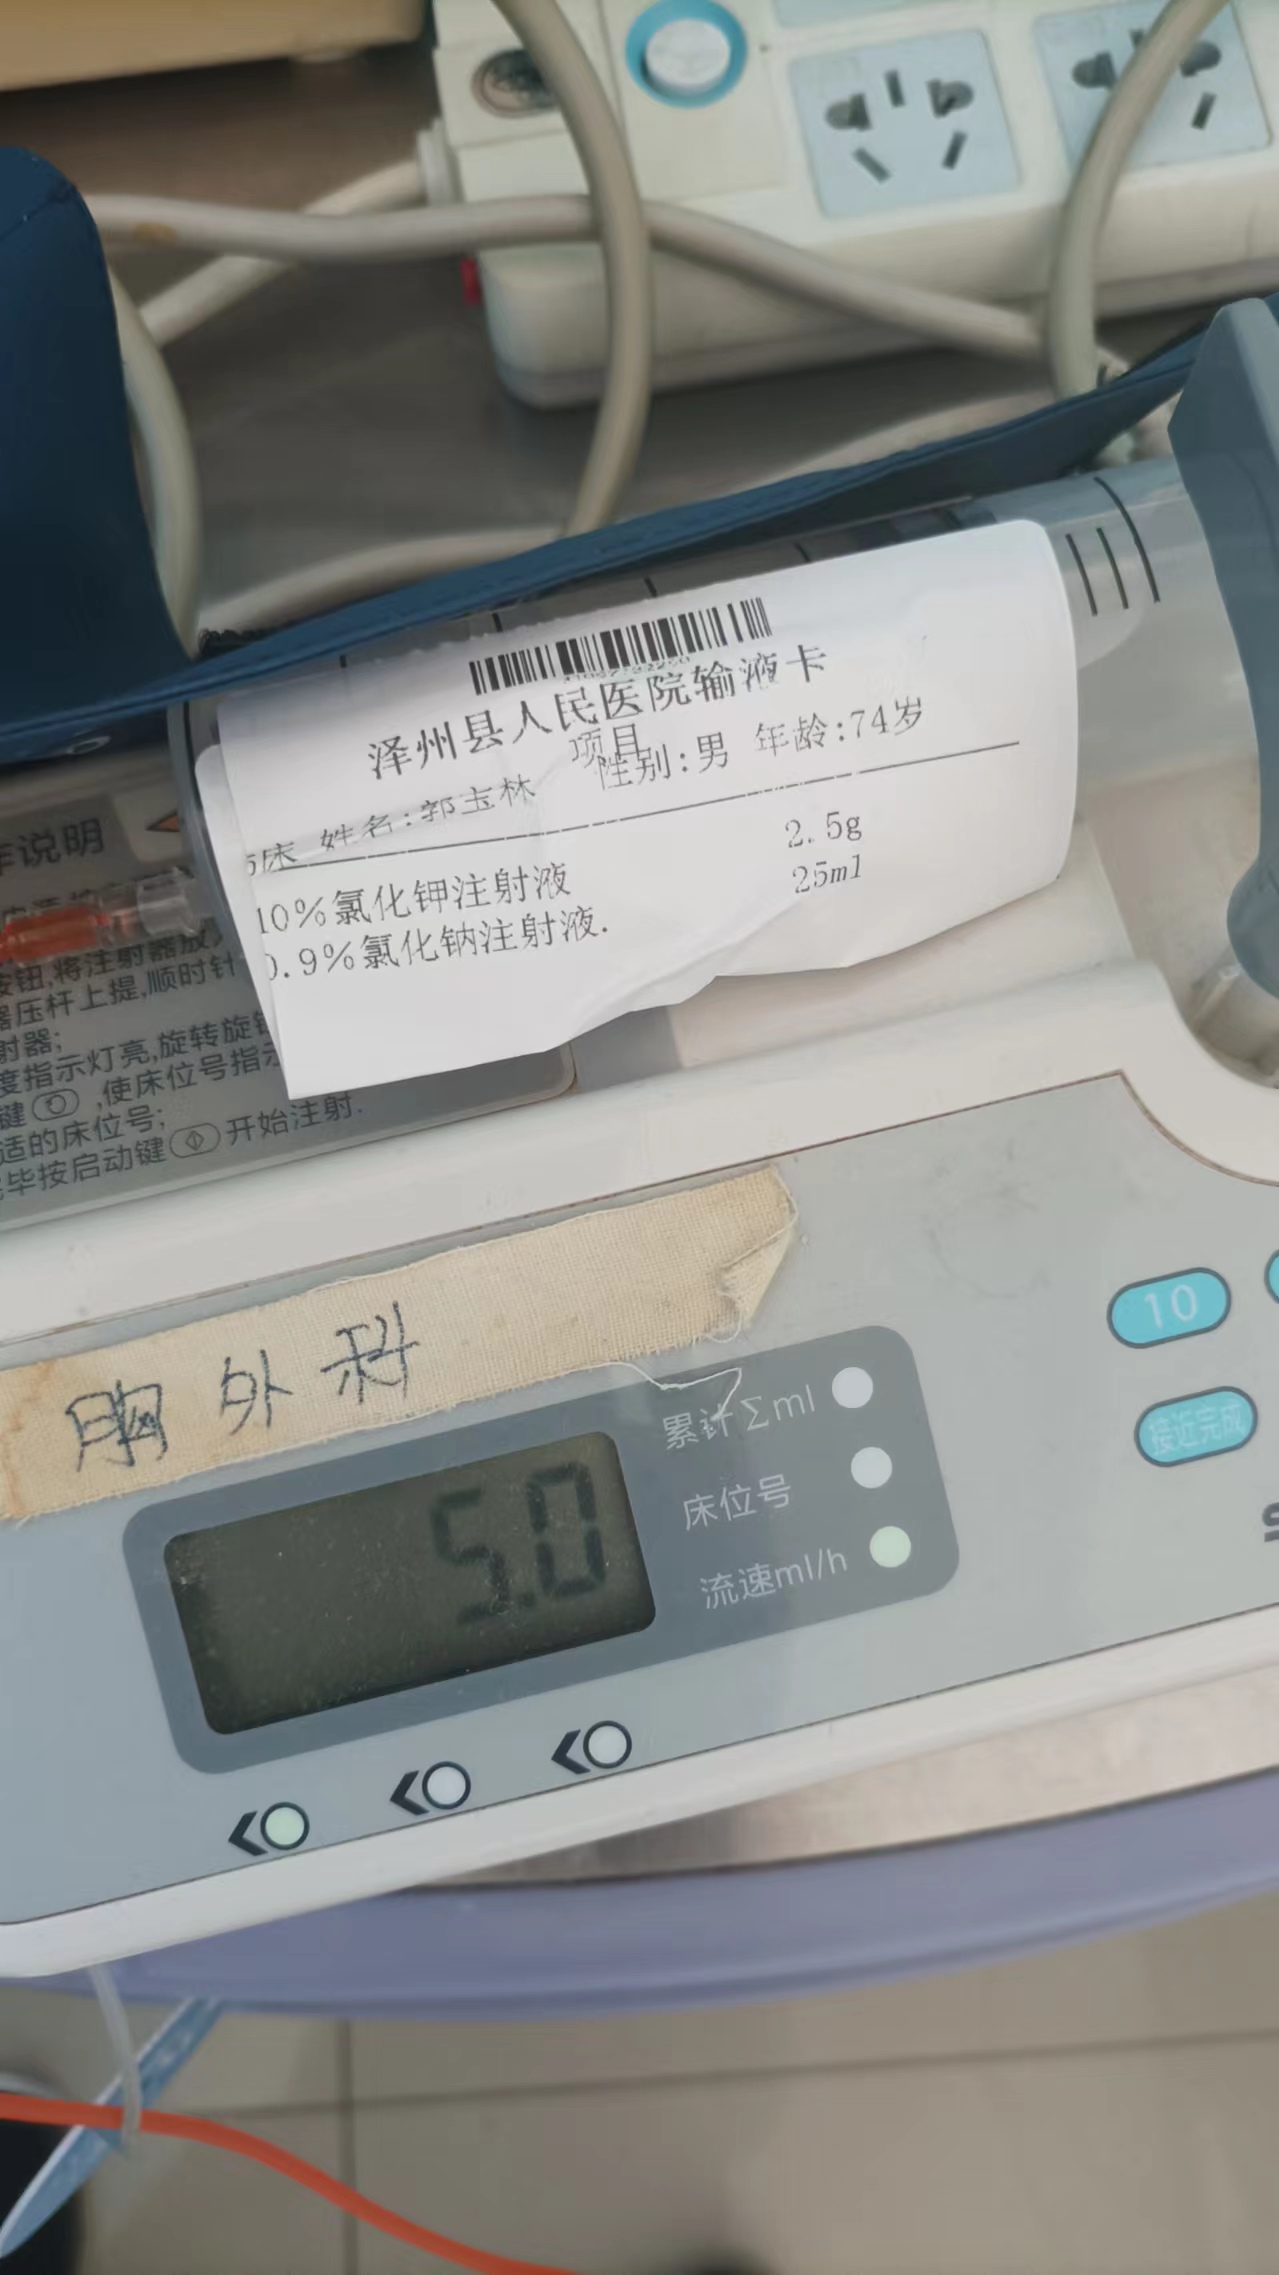 泽州县人民医院输液卡
项目
5床 姓名:郭玉林 性别:男 年龄:74岁
10%氯化钾注射液 2.5g
0.9%氯化钠注射液. 25ml
作说明
按钮,将注射器放
器压杆上提,顺时针
射器;
度指示灯亮,旋转旋钮
键 ,使床位号指示
适的床位号;
毕按启动键 开始注射.
胸外科
10
接近完成
累计∑ml
床位号
流速ml/h
5.0